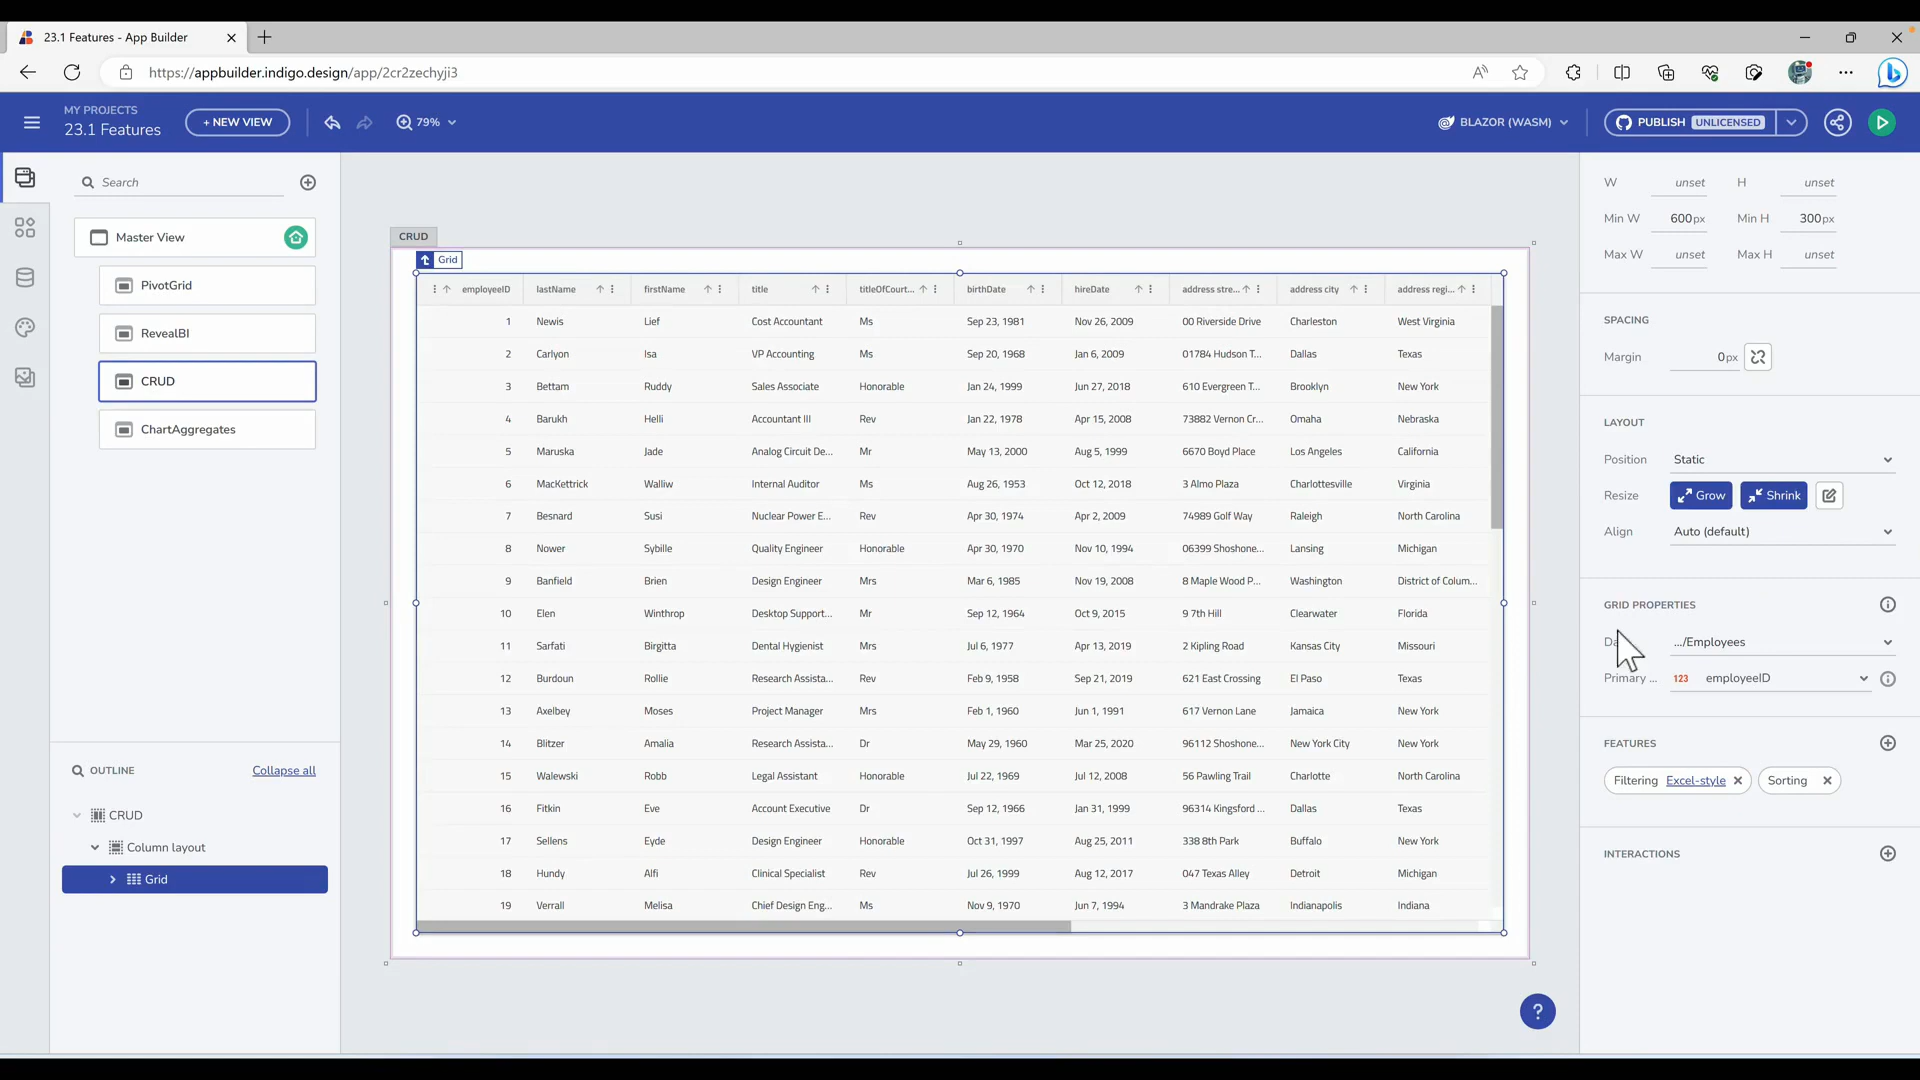 23.1 Features - App Builder
https://appbuilder.indigo.design/app/2cr2zechyji3
MY PROJECTS
23.1 Features
+ NEW VIEW
79%
BLAZOR (WASM)
PUBLISH UNLICENSED
Search
Master View
PivotGrid
RevealBI
CRUD
ChartAggregates
OUTLINE
Collapse all
CRUD
Column layout
Grid
CRUD
Grid
employeeID lastName firstName title titleOfCourt... birthDate hireDate address stre... address city address regi...
1 Newis Lief Cost Accountant Ms Sep 23, 1981 Nov 26, 2009 00 Riverside Drive Charleston West Virginia
2 Carlyon Isa VP Accounting Ms Sep 20, 1968 Jan 6, 2009 01784 Hudson T... Dallas Texas
3 Bettam Ruddy Sales Associate Honorable Jan 24, 1999 Jun 27, 2018 610 Evergreen T... Brooklyn New York
4 Barukh Helli Accountant III Rev Jan 22, 1978 Apr 15, 2008 73882 Vernon Cr... Omaha Nebraska
5 Maruska Jade Analog Circuit De... Mr May 13, 2000 Aug 5, 1999 6670 Boyd Place Los Angeles California
6 MacKettrick Walliw Internal Auditor Ms Aug 26, 1953 Oct 12, 2018 3 Almo Plaza Charlottesville Virginia
7 Besnard Susi Nuclear Power E... Rev Apr 30, 1974 Apr 2, 2009 74989 Golf Way Raleigh North Carolina
8 Nower Sybille Quality Engineer Honorable Apr 30, 1970 Nov 10, 1994 06399 Shoshone... Lansing Michigan
9 Banfield Brien Design Engineer Mrs Mar 6, 1985 Nov 19, 2008 8 Maple Wood P... Washington District of Colum...
10 Elen Winthrop Desktop Support... Mr Sep 12, 1964 Oct 9, 2015 9 7th Hill Clearwater Florida
11 Sarfati Birgitta Dental Hygienist Mrs Jul 6, 1977 Apr 13, 2019 2 Kipling Road Kansas City Missouri
12 Burdoun Rollie Research Assista... Rev Feb 9, 1958 Sep 21, 2019 621 East Crossing El Paso Texas
13 Axelbey Moses Project Manager Mrs Feb 1, 1960 Jun 1, 1991 617 Vernon Lane Jamaica New York
14 Blitzer Amalia Research Assista... Dr May 29, 1960 Mar 25, 2020 96112 Shoshone... New York City New York
15 Walewski Robb Legal Assistant Honorable Jul 22, 1969 Jul 12, 2008 56 Pawling Trail Charlotte North Carolina
16 Fitkin Eve Account Executive Dr Sep 12, 1966 Jan 31, 1999 96314 Kingsford ... Dallas Texas
17 Sellens Eyde Design Engineer Honorable Oct 31, 1997 Aug 25, 2011 338 8th Park Buffalo New York
18 Hundy Alfi Clinical Specialist Rev Jul 26, 1999 Aug 12, 2017 047 Texas Alley Detroit Michigan
19 Verrall Melisa Chief Design Eng... Ms Nov 9, 1970 Jun 7, 1994 3 Mandrake Plaza Indianapolis Indiana
W unset H unset
Min W 600px Min H 300px
Max W unset Max H unset
SPACING
Margin 0px
LAYOUT
Position Static
Resize Grow Shrink
Align Auto (default)
GRID PROPERTIES
.../Employees
Primary ... 123 employeeID
FEATURES
Filtering Excel-style Sorting
INTERACTIONS
?